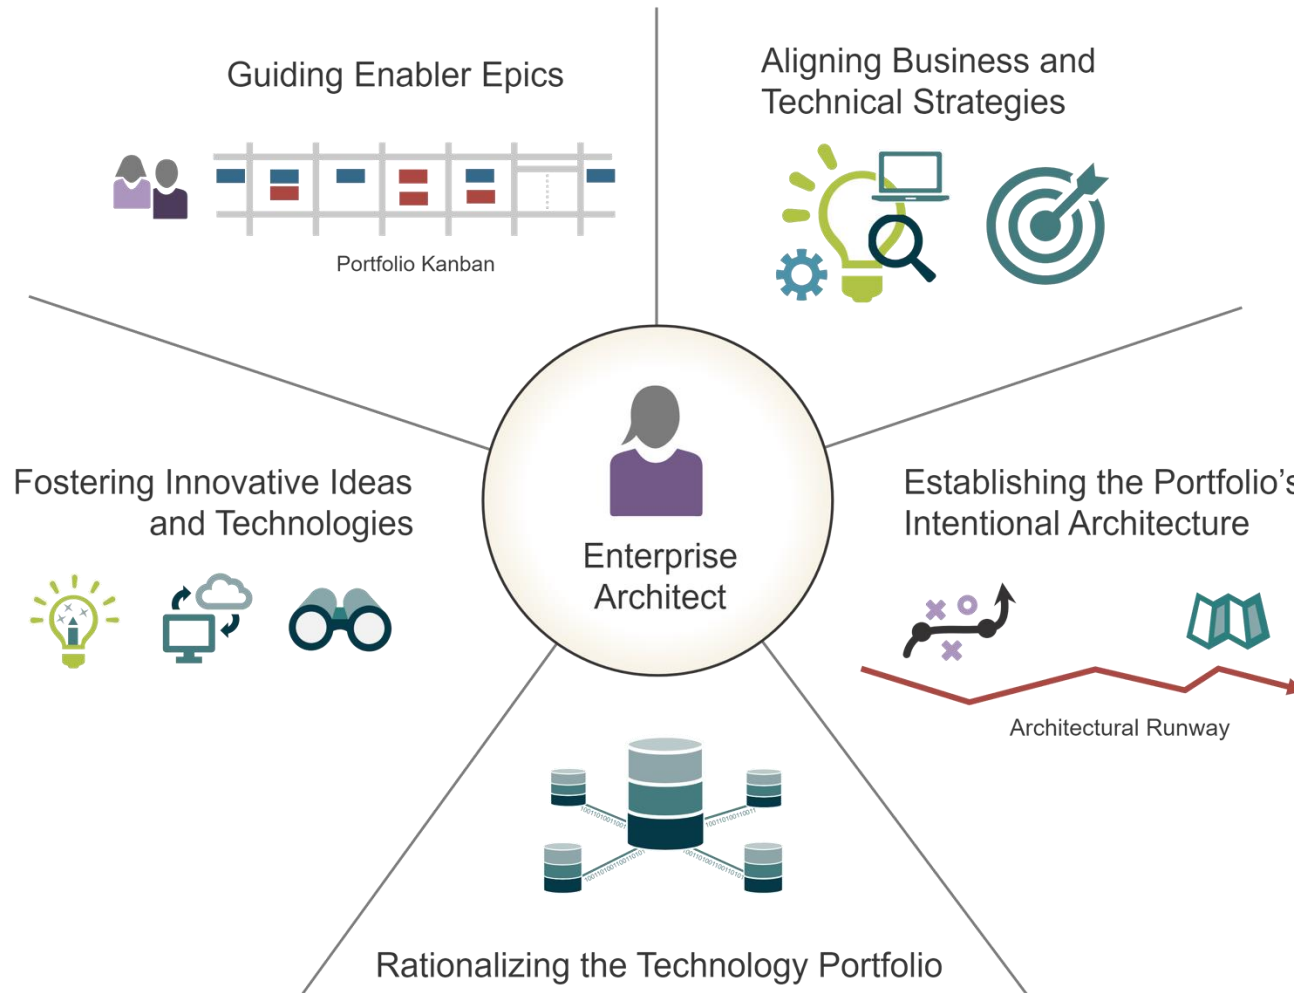 Guiding Enabler Epics
Portfolio Kanban
Aligning Business and
Technical Strategies
Fostering Innovative Ideas
and Technologies
Enterprise
Architect
Establishing the Portfolio's
Intentional Architecture
Architectural Runway
Rationalizing the Technology Portfolio